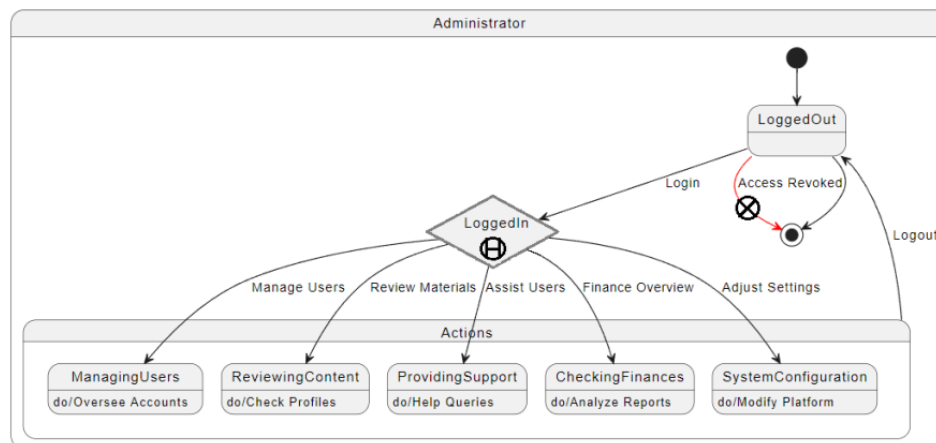 Administrator
LoggedOut
Login
Access Revoked
LoggedIn
H
Logout
Manage Users
Review Materials
Assist Users
Finance Overview
Adjust Settings
Actions
ManagingUsers
do/Oversee Accounts
ReviewingContent
do/Check Profiles
ProvidingSupport
do/Help Queries
CheckingFinances
do/Analyze Reports
SystemConfiguration
do/Modify Platform